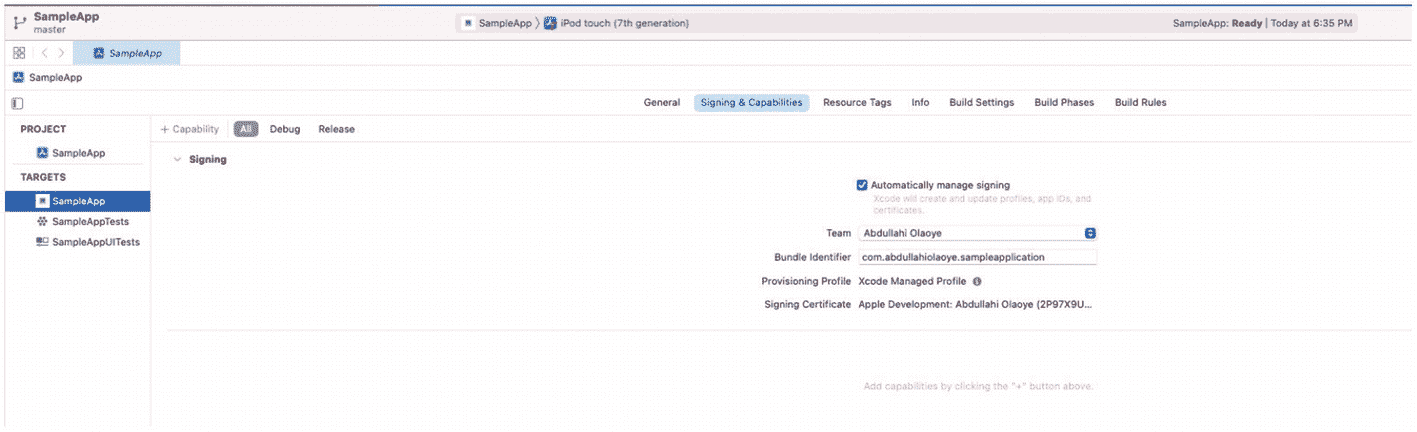 SampleApp
master
SampleApp 〉 iPod touch (7th generation)
SampleApp: Ready | Today at 6:35 PM
SampleApp
SampleApp
General Signing & Capabilities Resource Tags Info Build Settings Build Phases Build Rules
PROJECT
SampleApp
TARGETS
SampleApp
SampleAppTests
SampleAppUITests
+ Capability All Debug Release
Signing
Automatically manage signing
Xcode will create and update profiles, app IDs, and
certificates.
Team Abdullahi Olaoye
Bundle Identifier com.abdullahiolaoye.sampleapplication
Provisioning Profile Xcode Managed Profile
Signing Certificate Apple Development: Abdullahi Olaoye (2P97X9U...
Add capabilities by clicking the "+" button above.